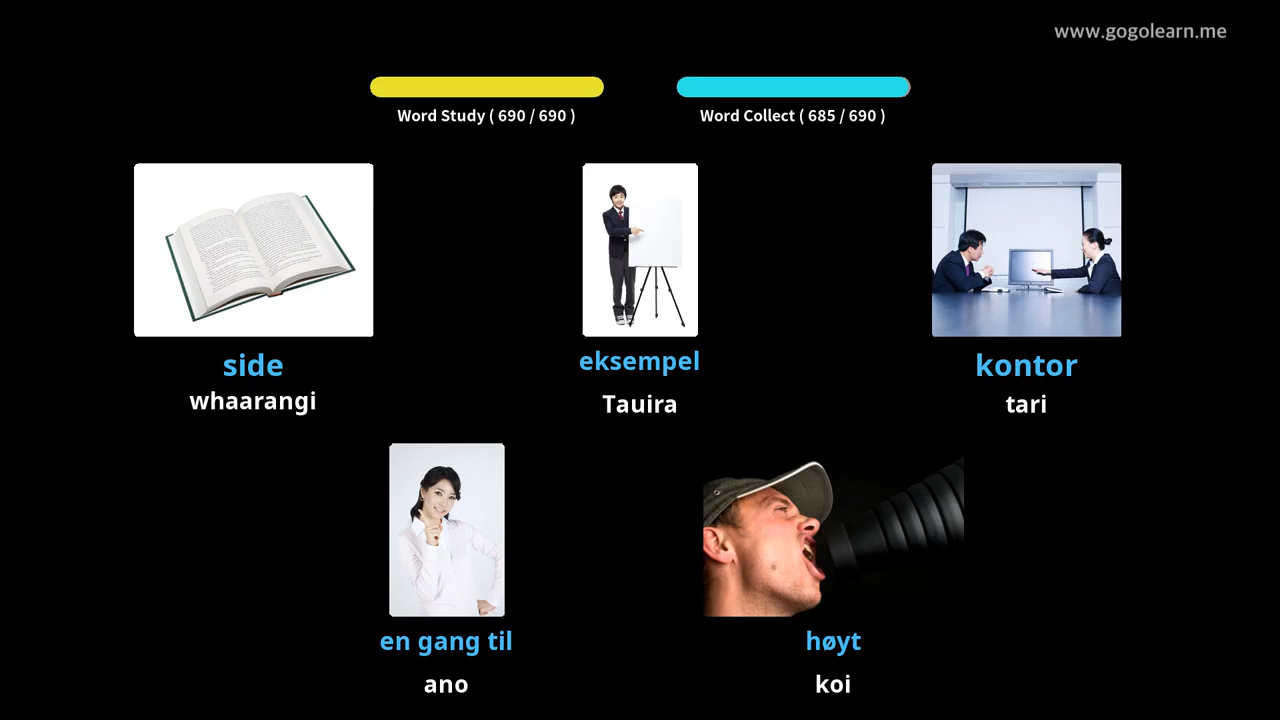 www.gogolearn.me
Word Study ( 690 / 690 )
Word Collect ( 685 / 690 )
side
whaarangi
eksempel
Tauira
kontor
tari
en gang til
ano
høyt
koi